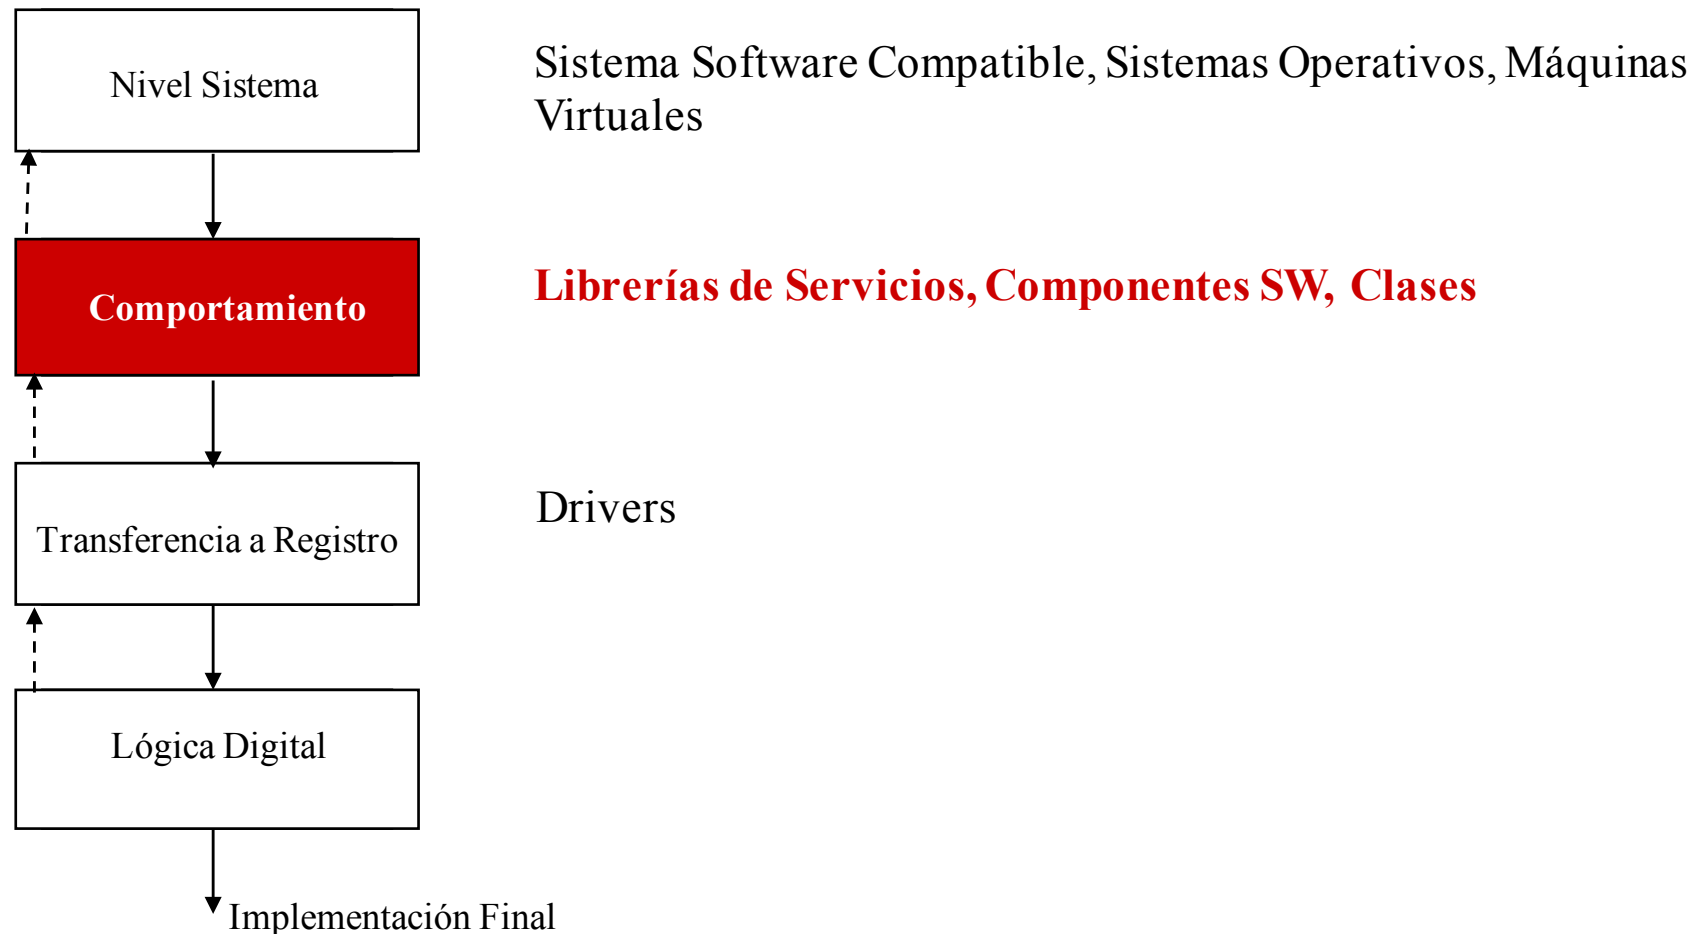 Nivel Sistema
Sistema Software Compatible, Sistemas Operativos, Máquinas
Virtuales
Comportamiento
Librerías de Servicios, Componentes SW, Clases
Transferencia a Registro
Drivers
Lógica Digital
Implementación Final